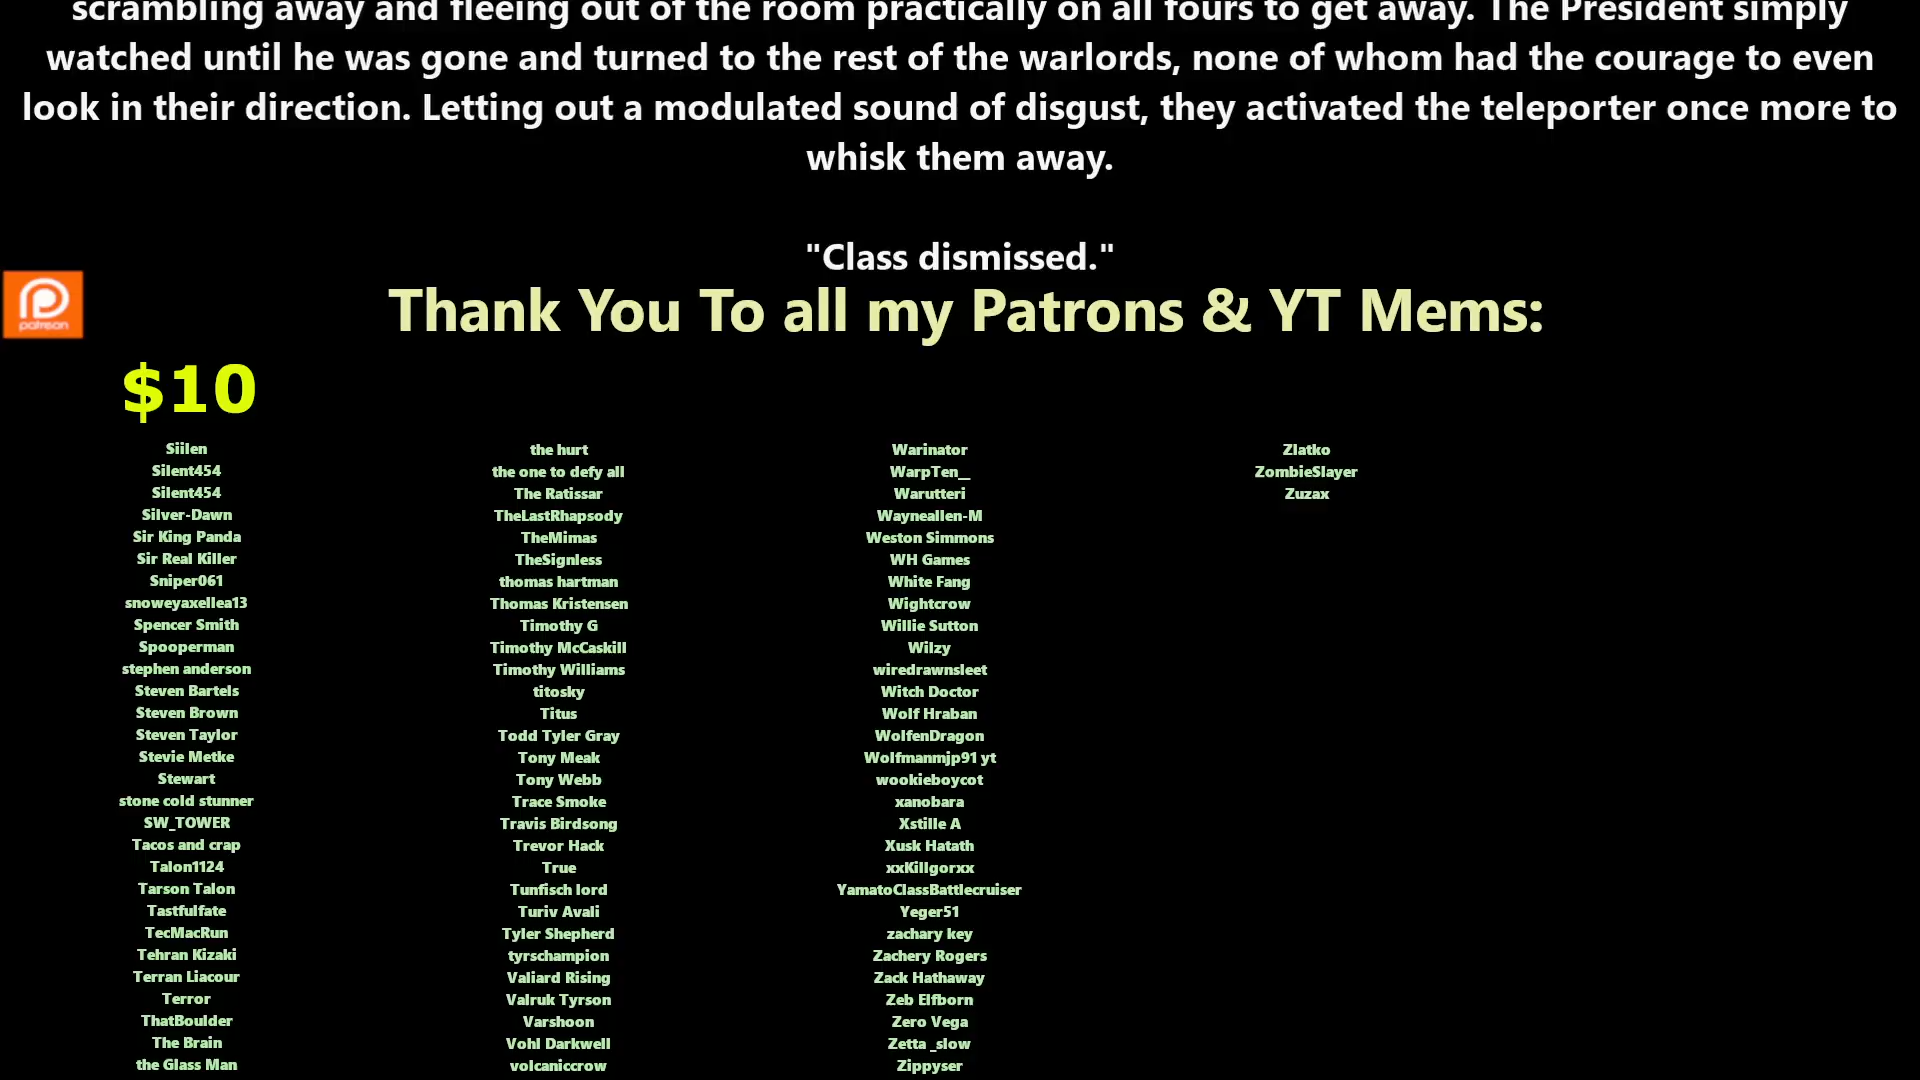 scrambling away and fleeing out of the room practically on all fours to get away. The President simply
watched until he was gone and turned to the rest of the warlords, none of whom had the courage to even
look in their direction. Letting out a modulated sound of disgust, they activated the teleporter once more to
whisk them away.
"Class dismissed."
patreon
Thank You To all my Patrons & YT Mems:
$10
Siilen
Silent454
Silent454
Silver-Dawn
Sir King Panda
Sir Real Killer
Sniper061
snoweyaxellea13
Spencer Smith
Spooperman
stephen anderson
Steven Bartels
Steven Brown
Steven Taylor
Stevie Metke
Stewart
stone cold stunner
SW_TOWER
Tacos and crap
Talon1124
Tarson Talon
Tastfulfate
TecMacRun
Tehran Kizaki
Terran Liacour
Terror
ThatBoulder
The Brain
the Glass Man
the hurt
the one to defy all
The Ratissar
TheLastRhapsody
TheMimas
TheSignless
thomas hartman
Thomas Kristensen
Timothy G
Timothy McCaskill
Timothy Williams
titosky
Titus
Todd Tyler Gray
Tony Meak
Tony Webb
Trace Smoke
Travis Birdsong
Trevor Hack
True
Tunfisch lord
Turiv Avali
Tyler Shepherd
tyrschampion
Valiard Rising
Valruk Tyrson
Varshoon
Vohl Darkwell
volcaniccrow
Warinator
WarpTen__
Warutteri
Wayneallen-M
Weston Simmons
WH Games
White Fang
Wightcrow
Willie Sutton
Wilzy
wiredrawnsleet
Witch Doctor
Wolf Hraban
WolfenDragon
Wolfmanmjp91 yt
wookieboycot
xanobara
Xstille A
Xusk Hatath
xxKillgorxx
YamatoClassBattlecruiser
Yeger51
zachary key
Zachery Rogers
Zack Hathaway
Zeb Elfborn
Zero Vega
Zetta _slow
Zippyser
Zlatko
ZombieSlayer
Zuzax